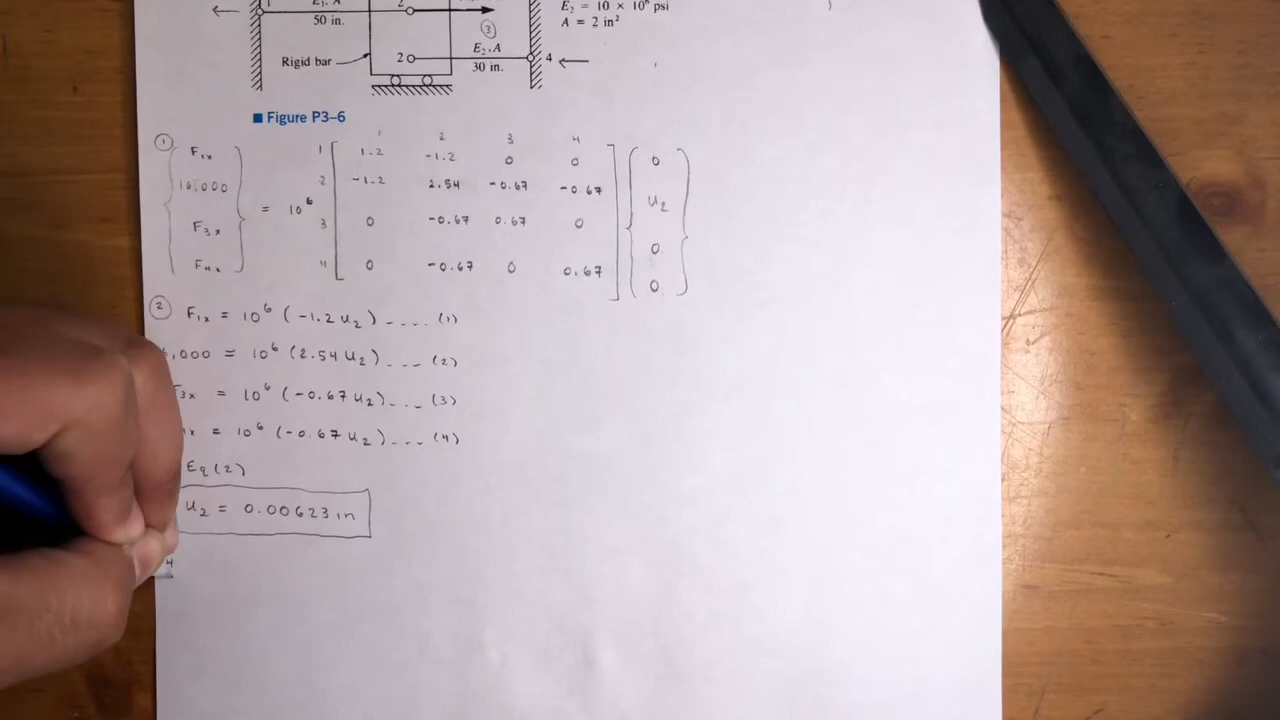 1 E₁, A 2
50 in.
E₂ = 10 × 10⁶ psi
A = 2 in²
3
Rigid bar 2 E₂, A 4
30 in.
Figure P3–6
1 2 3 4
1 F₁ₓ 1 1.2 -1.2 0 0 0
10,000 2 -1.2 2.54 -0.67 -0.67 u₂
= 10⁶
F₃ₓ 3 0 -0.67 0.67 0 0
F₄ₓ 4 0 -0.67 0 0.67 0
2 F₁ₓ = 10⁶ (-1.2 u₂) ---- (1)
,000 = 10⁶ (2.54 u₂) --- (2)
3x = 10⁶ (-0.67 u₂) --- (3)
x = 10⁶ (-0.67 u₂) --- (4)
Eq (2)
u₂ = 0.00623 in
4